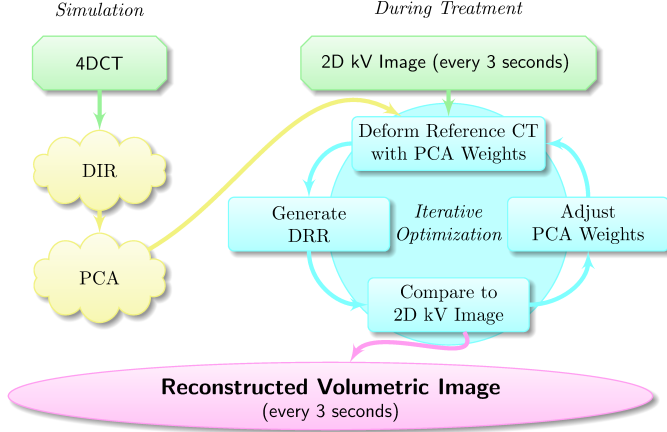 Simulation
During Treatment
4DCT
2D kV Image (every 3 seconds)
DIR
Deform Reference CT
with PCA Weights
Generate
DRR
Iterative
Optimization
Adjust
PCA Weights
PCA
Compare to
2D kV Image
Reconstructed Volumetric Image
(every 3 seconds)